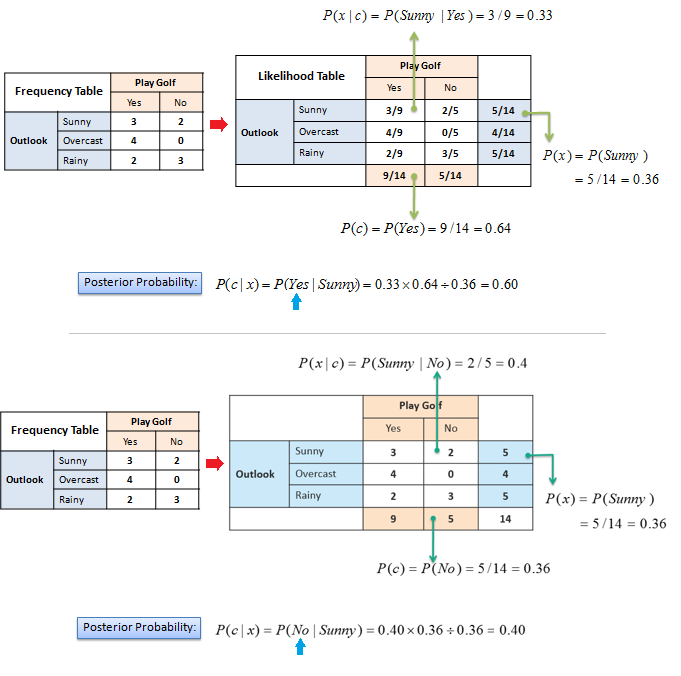 P(x | c) = P(Sunny | Yes) = 3/9 = 0.33
Frequency Table
Play Golf
Yes No
Outlook
Sunny 3 2
Overcast 4 0
Rainy 2 3
Likelihood Table
Play Golf
Yes No
Outlook
Sunny 3/9 2/5 5/14
Overcast 4/9 0/5 4/14
Rainy 2/9 3/5 5/14
9/14 5/14
P(x) = P(Sunny )
= 5/14 = 0.36
P(c) = P(Yes) = 9/14 = 0.64
Posterior Probability:
P(c | x) = P(Yes | Sunny) = 0.33 × 0.64 ÷ 0.36 = 0.60
P(x | c) = P(Sunny | No) = 2/5 = 0.4
Frequency Table
Play Golf
Yes No
Outlook
Sunny 3 2
Overcast 4 0
Rainy 2 3
Play Golf
Yes No
Outlook
Sunny 3 2 5
Overcast 4 0 4
Rainy 2 3 5
9 5 14
P(x) = P(Sunny )
= 5/14 = 0.36
P(c) = P(No) = 5/14 = 0.36
Posterior Probability:
P(c | x) = P(No | Sunny) = 0.40 × 0.36 ÷ 0.36 = 0.40